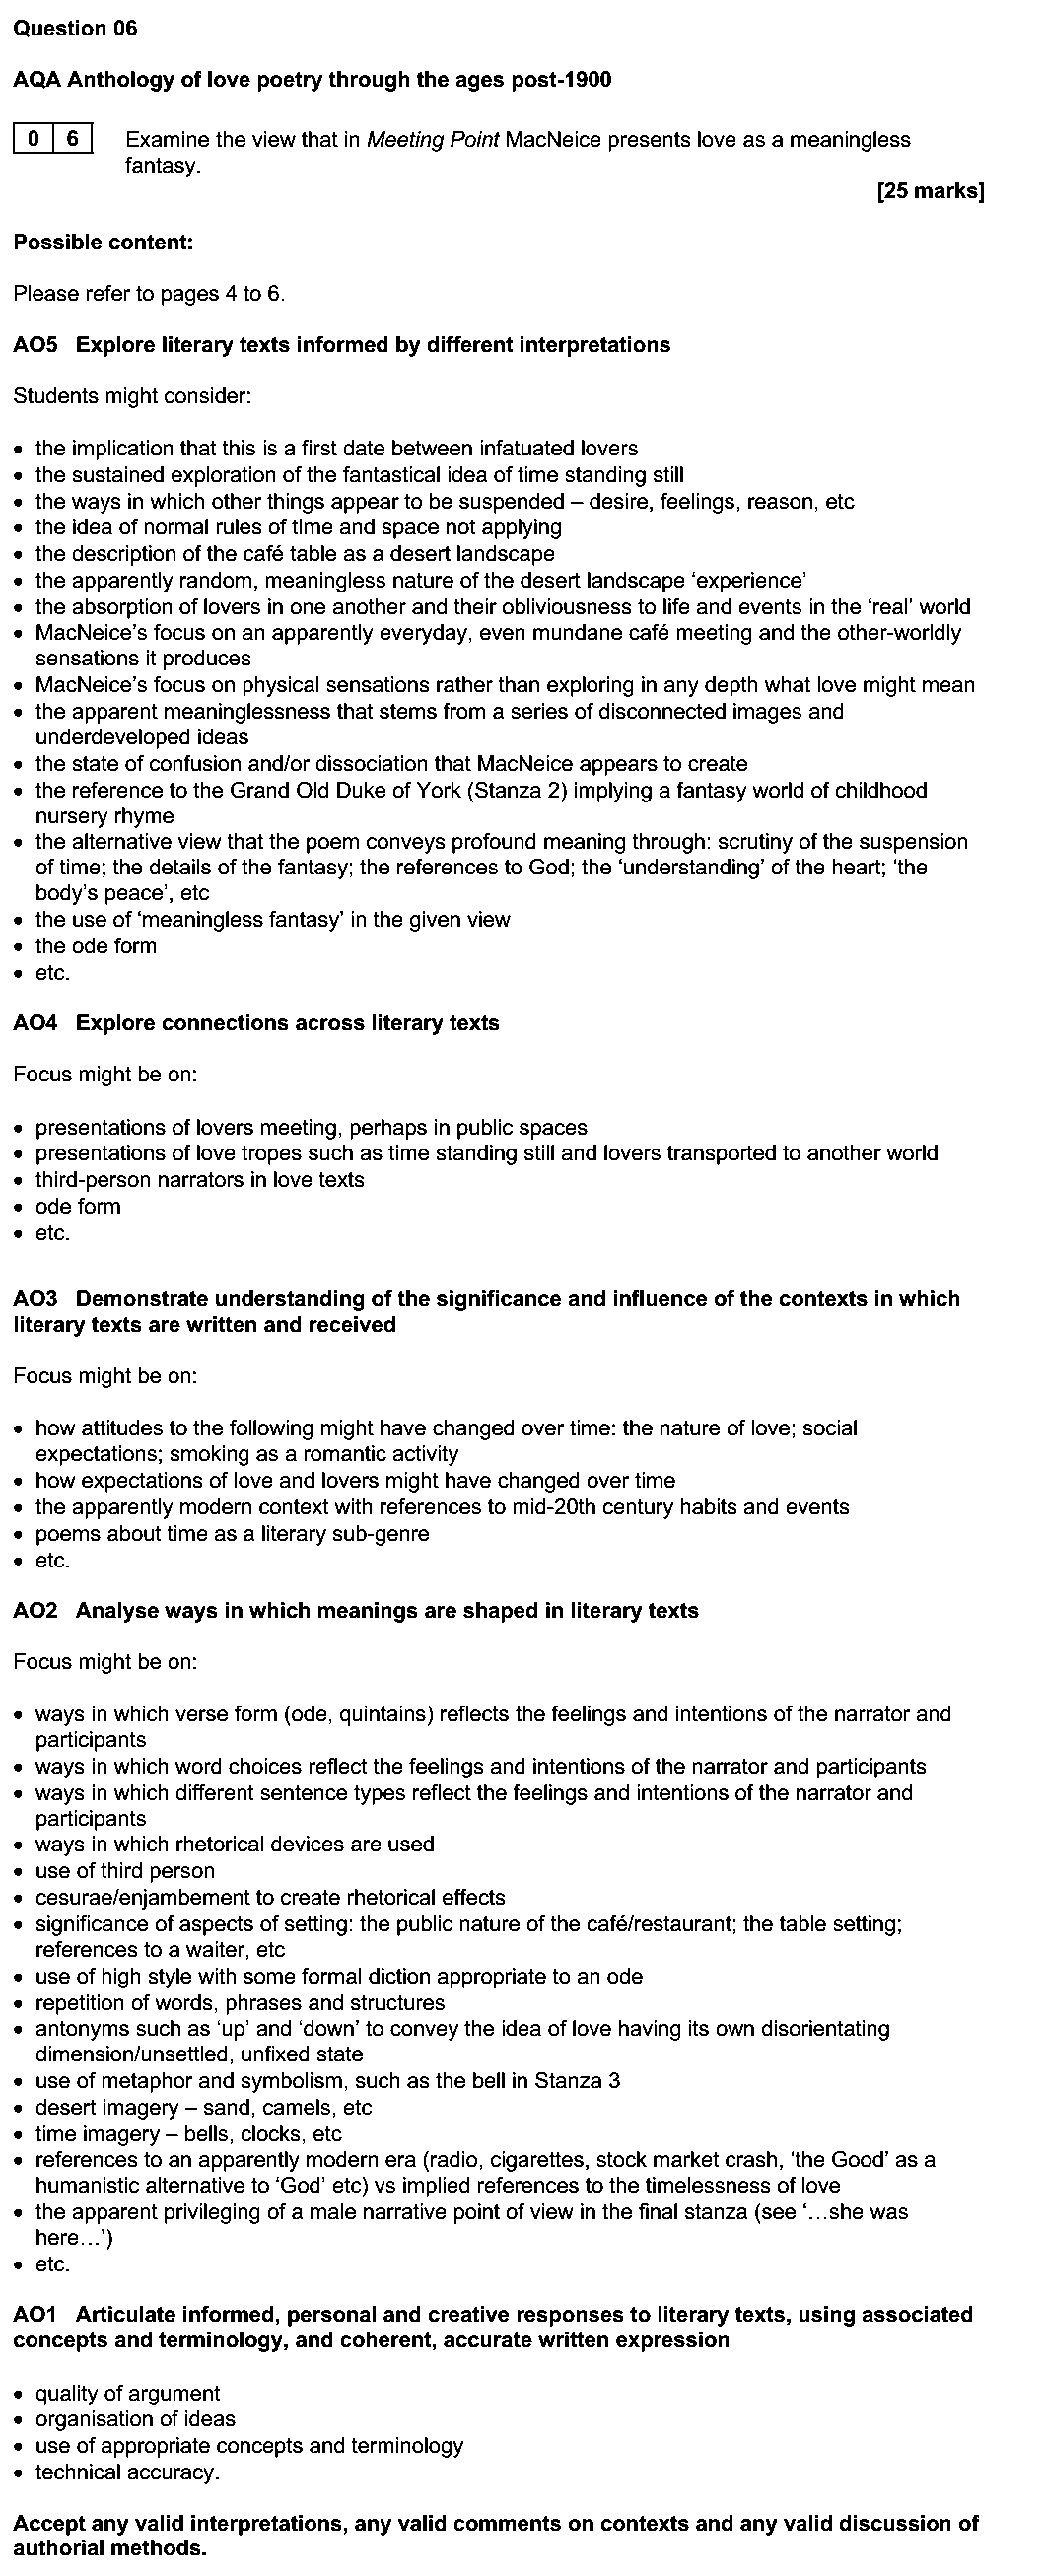 Question 06
AQA Anthology of love poetry through the ages post-1900
0 6 Examine the view that in Meeting Point MacNeice presents love as a meaningless
fantasy.
[25 marks]
Possible content:
Please refer to pages 4 to 6.
AO5 Explore literary texts informed by different interpretations
Students might consider:
• the implication that this is a first date between infatuated lovers
• the sustained exploration of the fantastical idea of time standing still
• the ways in which other things appear to be suspended – desire, feelings, reason, etc
• the idea of normal rules of time and space not applying
• the description of the café table as a desert landscape
• the apparently random, meaningless nature of the desert landscape ‘experience’
• the absorption of lovers in one another and their obliviousness to life and events in the ‘real’ world
• MacNeice’s focus on an apparently everyday, even mundane café meeting and the other-worldly
sensations it produces
• MacNeice’s focus on physical sensations rather than exploring in any depth what love might mean
• the apparent meaninglessness that stems from a series of disconnected images and
underdeveloped ideas
• the state of confusion and/or dissociation that MacNeice appears to create
• the reference to the Grand Old Duke of York (Stanza 2) implying a fantasy world of childhood
nursery rhyme
• the alternative view that the poem conveys profound meaning through: scrutiny of the suspension
of time; the details of the fantasy; the references to God; the ‘understanding’ of the heart; ‘the
body’s peace’, etc
• the use of ‘meaningless fantasy’ in the given view
• the ode form
• etc.
AO4 Explore connections across literary texts
Focus might be on:
• presentations of lovers meeting, perhaps in public spaces
• presentations of love tropes such as time standing still and lovers transported to another world
• third-person narrators in love texts
• ode form
• etc.
AO3 Demonstrate understanding of the significance and influence of the contexts in which
literary texts are written and received
Focus might be on:
• how attitudes to the following might have changed over time: the nature of love; social
expectations; smoking as a romantic activity
• how expectations of love and lovers might have changed over time
• the apparently modern context with references to mid-20th century habits and events
• poems about time as a literary sub-genre
• etc.
AO2 Analyse ways in which meanings are shaped in literary texts
Focus might be on:
• ways in which verse form (ode, quintains) reflects the feelings and intentions of the narrator and
participants
• ways in which word choices reflect the feelings and intentions of the narrator and participants
• ways in which different sentence types reflect the feelings and intentions of the narrator and
participants
• ways in which rhetorical devices are used
• use of third person
• cesurae/enjambement to create rhetorical effects
• significance of aspects of setting: the public nature of the café/restaurant; the table setting;
references to a waiter, etc
• use of high style with some formal diction appropriate to an ode
• repetition of words, phrases and structures
• antonyms such as ‘up’ and ‘down’ to convey the idea of love having its own disorientating
dimension/unsettled, unfixed state
• use of metaphor and symbolism, such as the bell in Stanza 3
• desert imagery – sand, camels, etc
• time imagery – bells, clocks, etc
• references to an apparently modern era (radio, cigarettes, stock market crash, ‘the Good’ as a
humanistic alternative to ‘God’ etc) vs implied references to the timelessness of love
• the apparent privileging of a male narrative point of view in the final stanza (see ‘…she was
here…’)
• etc.
AO1 Articulate informed, personal and creative responses to literary texts, using associated
concepts and terminology, and coherent, accurate written expression
• quality of argument
• organisation of ideas
• use of appropriate concepts and terminology
• technical accuracy.
Accept any valid interpretations, any valid comments on contexts and any valid discussion of
authorial methods.